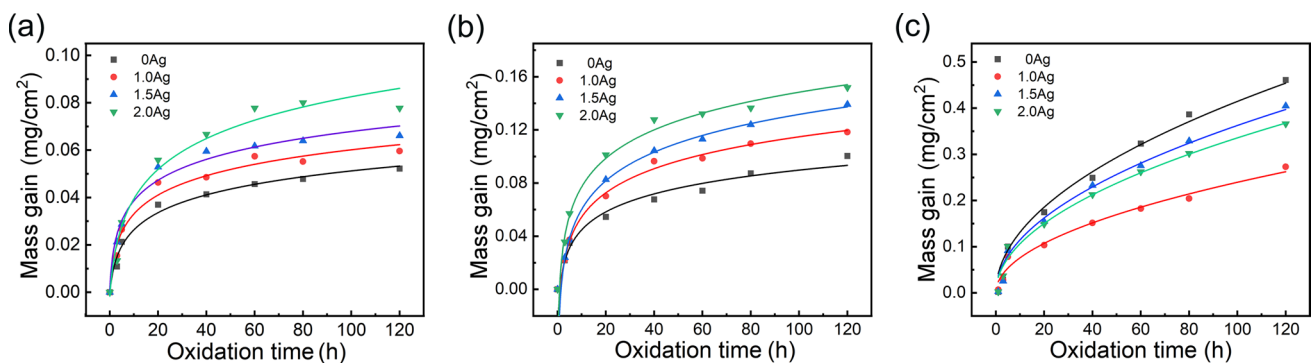 (a)
0.10
0.08
0.06
0.04
0.02
0.00
Mass gain (mg/cm²)
0Ag
1.0Ag
1.5Ag
2.0Ag
0 20 40 60 80 100 120
Oxidation time (h)
(b)
0.16
0.12
0.08
0.04
0.00
Mass gain (mg/cm²)
0Ag
1.0Ag
1.5Ag
2.0Ag
0 20 40 60 80 100 120
Oxidation time (h)
(c)
0.5
0.4
0.3
0.2
0.1
0.0
Mass gain (mg/cm²)
0Ag
1.0Ag
1.5Ag
2.0Ag
0 20 40 60 80 100 120
Oxidation time (h)